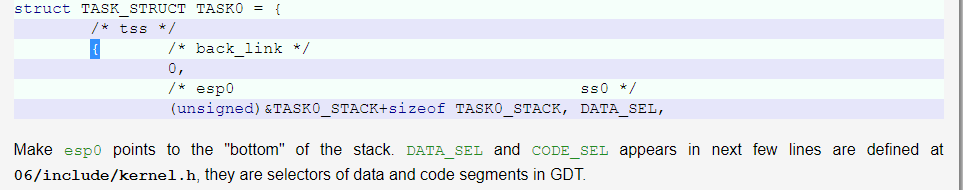 struct TASK_STRUCT TASK0 = {
/* tss */
{ /* back_link */
0,
/* esp0 ss0 */
(unsigned)&TASK0_STACK+sizeof TASK0_STACK, DATA_SEL,
Make esp0 points to the "bottom" of the stack. DATA_SEL and CODE_SEL appears in next few lines are defined at
06/include/kernel.h, they are selectors of data and code segments in GDT.